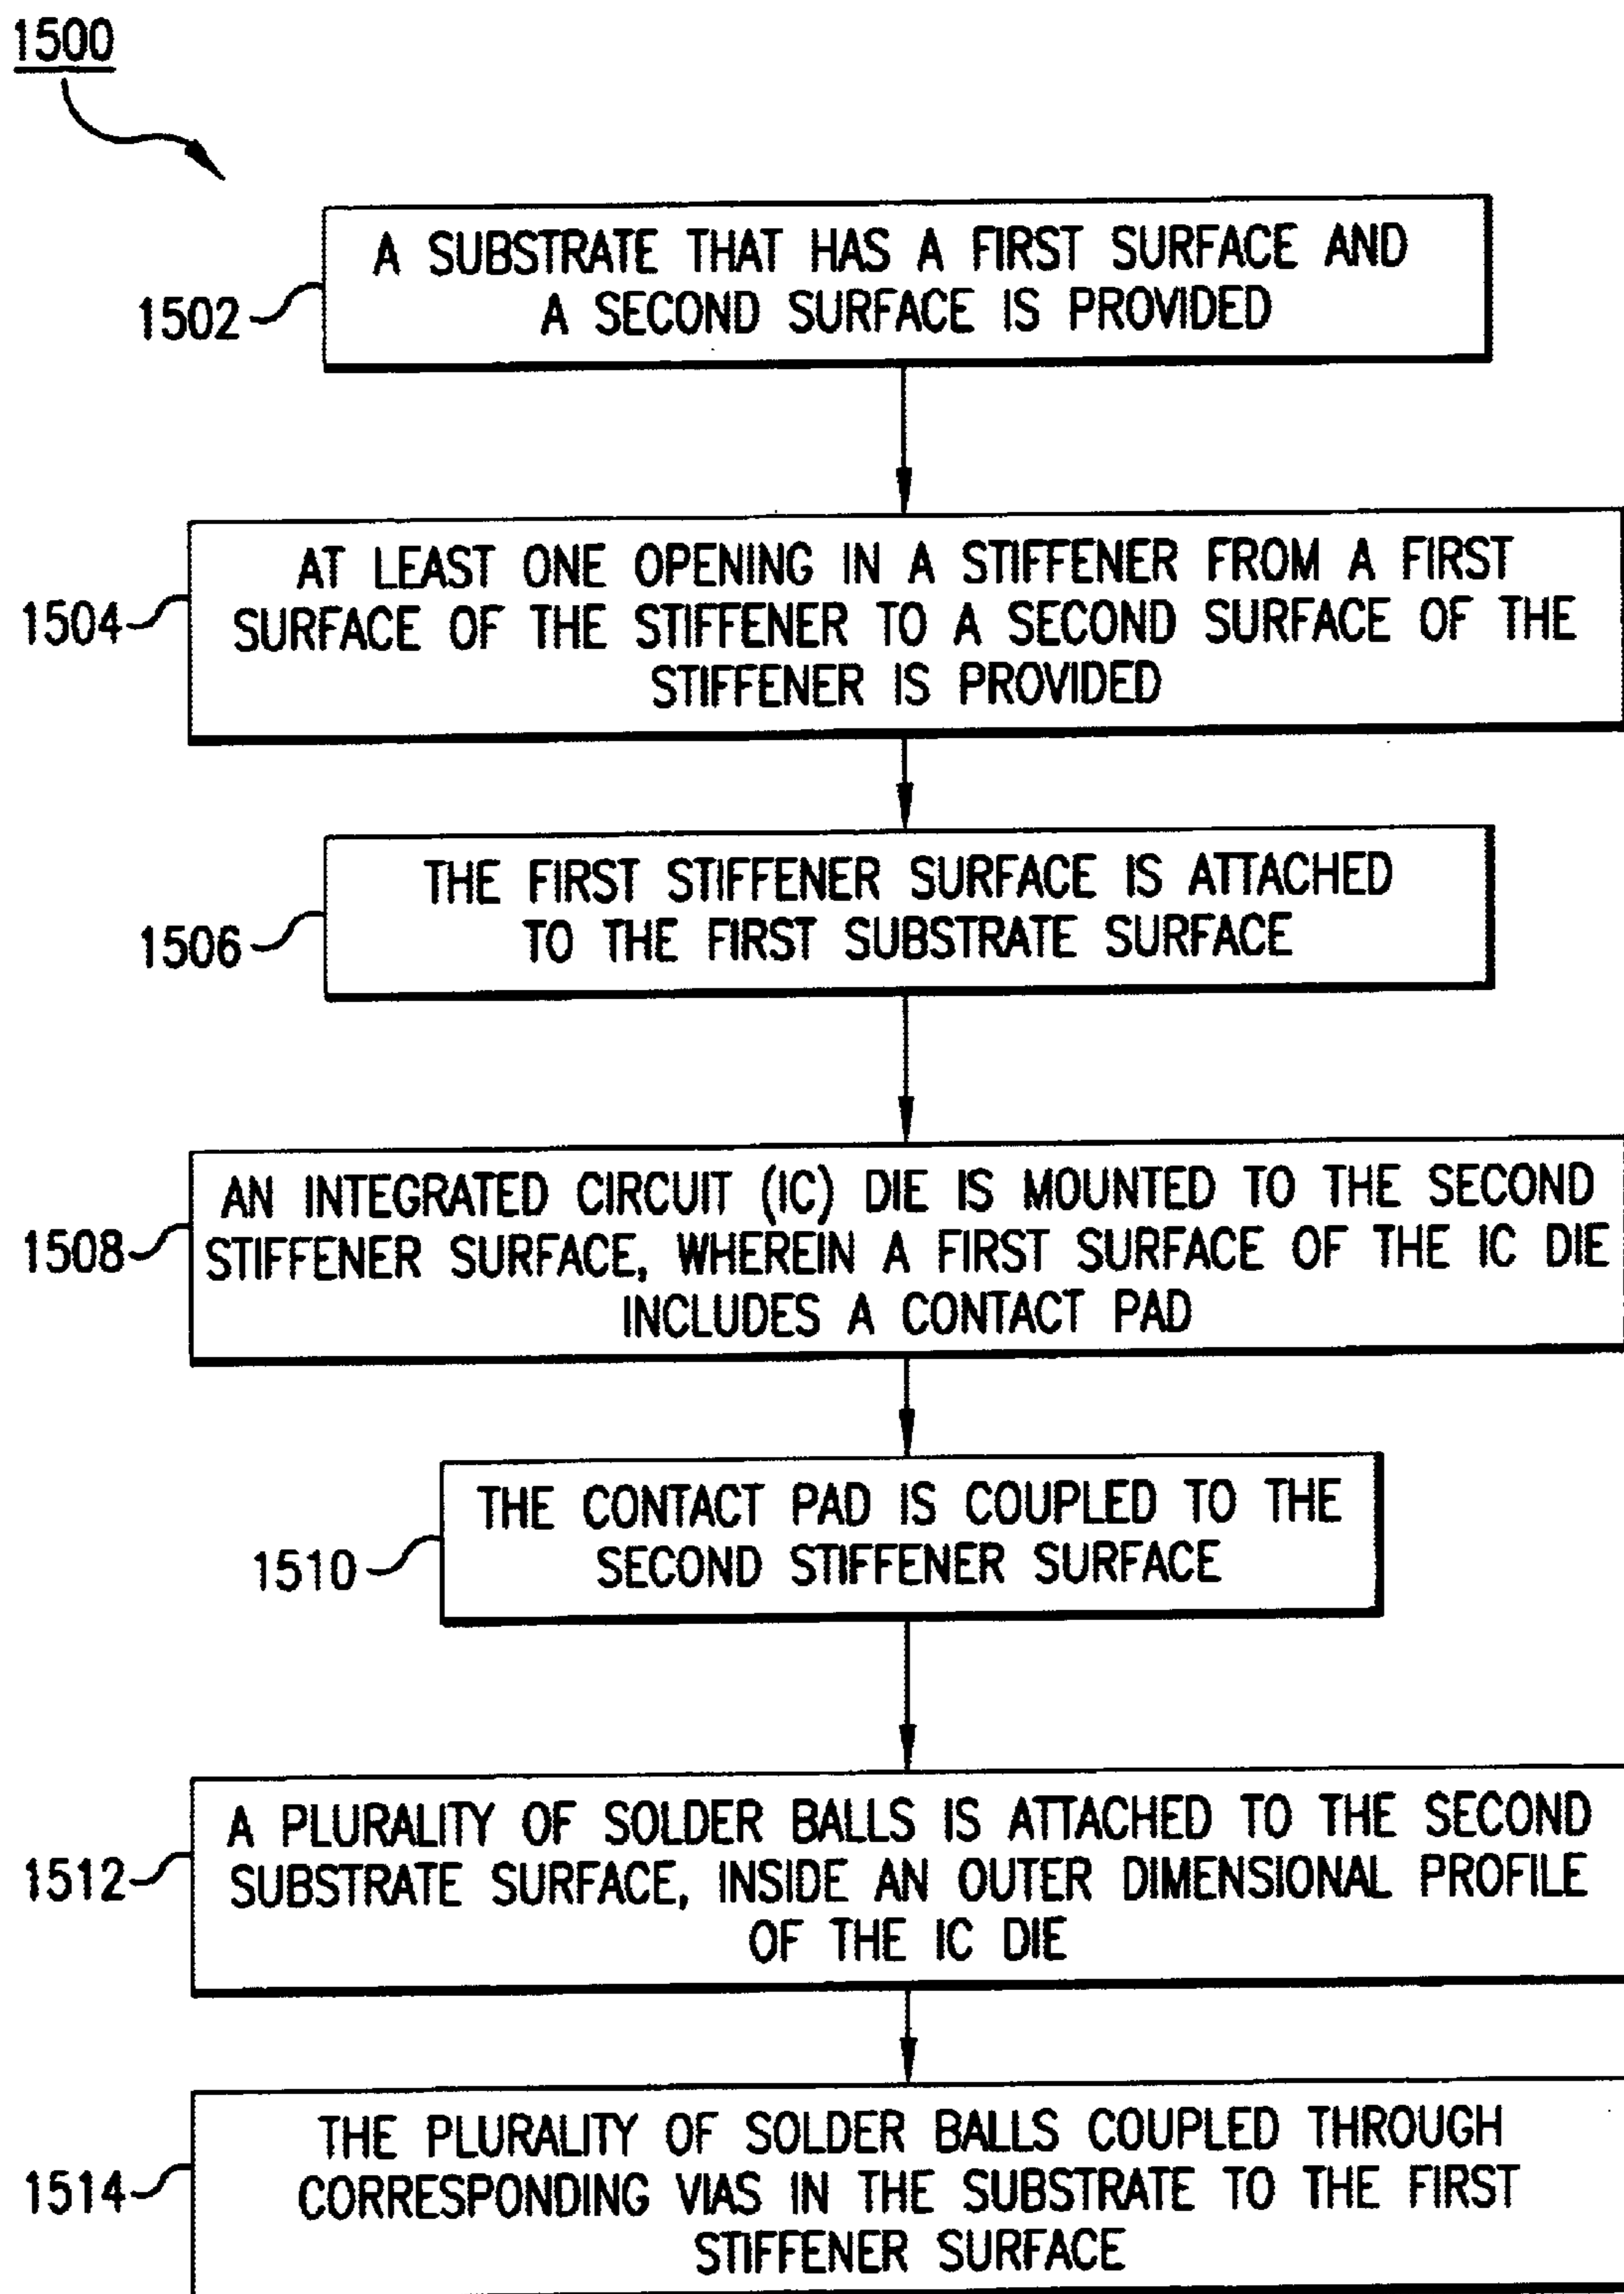 1500
A SUBSTRATE THAT HAS A FIRST SURFACE AND
A SECOND SURFACE IS PROVIDED
1502
AT LEAST ONE OPENING IN A STIFFENER FROM A FIRST
SURFACE OF THE STIFFENER TO A SECOND SURFACE OF THE
STIFFENER IS PROVIDED
1504
THE FIRST STIFFENER SURFACE IS ATTACHED
TO THE FIRST SUBSTRATE SURFACE
1506
AN INTEGRATED CIRCUIT (IC) DIE IS MOUNTED TO THE SECOND
STIFFENER SURFACE, WHEREIN A FIRST SURFACE OF THE IC DIE
INCLUDES A CONTACT PAD
1508
THE CONTACT PAD IS COUPLED TO THE
SECOND STIFFENER SURFACE
1510
A PLURALITY OF SOLDER BALLS IS ATTACHED TO THE SECOND
SUBSTRATE SURFACE, INSIDE AN OUTER DIMENSIONAL PROFILE
OF THE IC DIE
1512
THE PLURALITY OF SOLDER BALLS COUPLED THROUGH
CORRESPONDING VIAS IN THE SUBSTRATE TO THE FIRST
STIFFENER SURFACE
1514